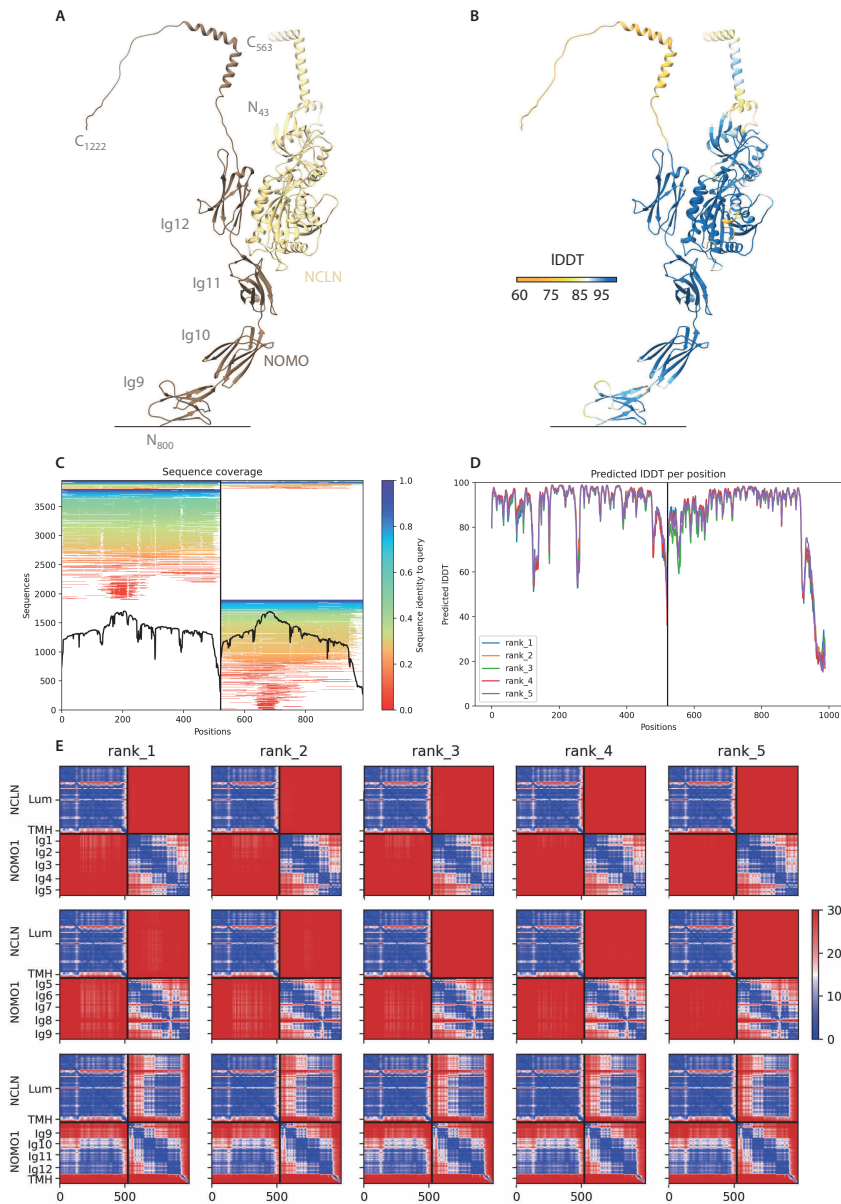 A
B
C563
N43
C1222
Ig12
NCLN
Ig11
Ig10
NOMO
Ig9
N800
lDDT
60 75 85 95
C
Sequence coverage
Sequences
3500
3000
2500
2000
1500
1000
500
0
0 200 400 600 800
Positions
1.0
0.8
0.6
0.4
0.2
0.0
Sequence identity to query
D
Predicted lDDT per position
Predicted lDDT
100
80
60
40
20
0
rank_1
rank_2
rank_3
rank_4
rank_5
0 200 400 600 800 1000
Positions
E
rank_1 rank_2 rank_3 rank_4 rank_5
NCLN
Lum
TMH
NOMO1
Ig1
Ig2
Ig3
Ig4
Ig5
NCLN
Lum
TMH
NOMO1
Ig5
Ig6
Ig7
Ig8
Ig9
NCLN
Lum
TMH
NOMO1
Ig9
Ig10
Ig11
Ig12
TMH
0 500 0 500 0 500 0 500 0 500
30
20
10
0